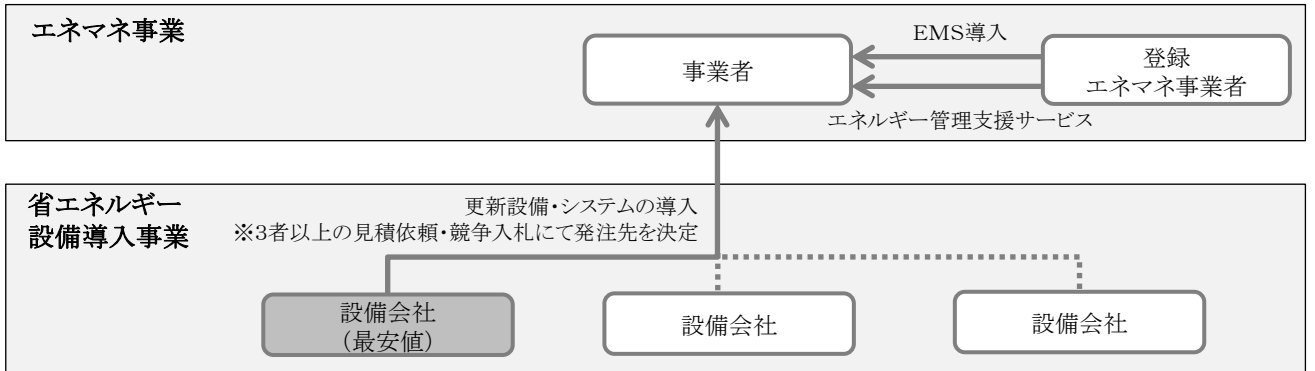 エネマネ事業
EMS導入
事業者
登録
エネマネ事業者
エネルギー管理支援サービス
省エネルギー
設備導入事業
更新設備・システムの導入
※3者以上の見積依頼・競争入札にて発注先を決定
設備会社
（最安値）
設備会社
設備会社